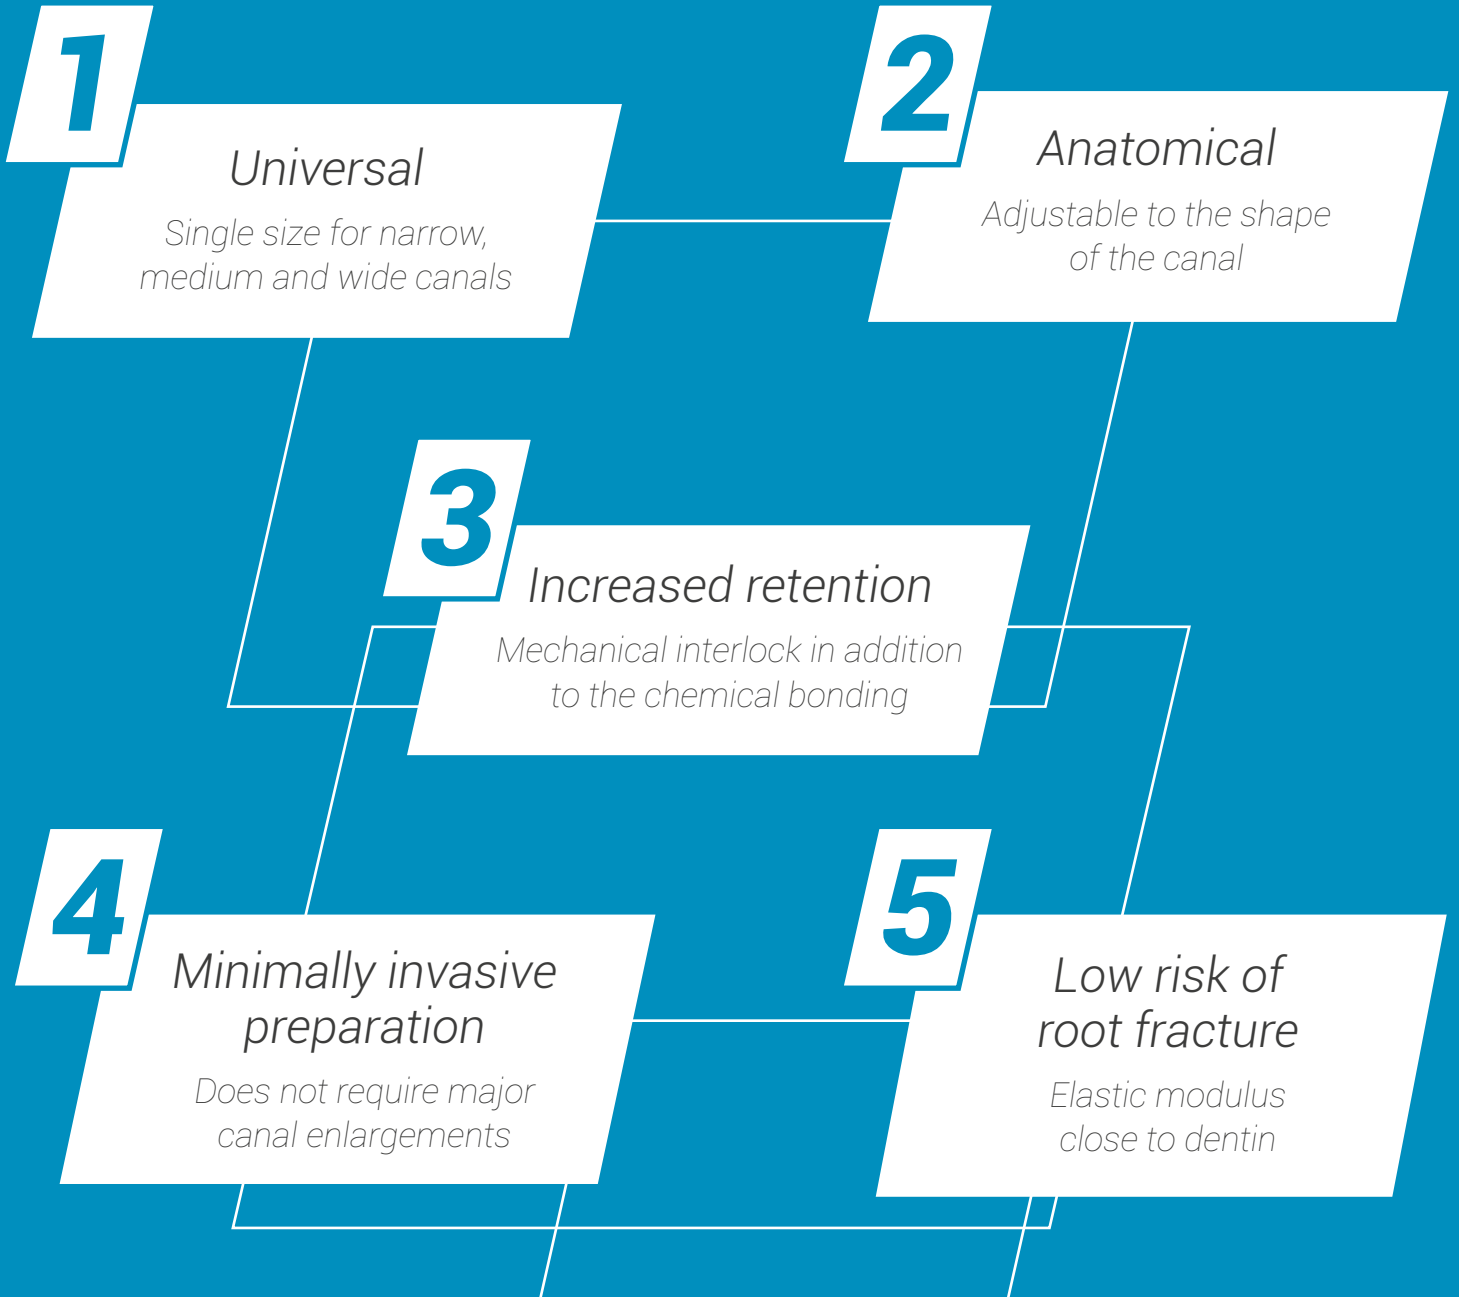 1
Universal
Single size for narrow,
medium and wide canals
2
Anatomical
Adjustable to the shape
of the canal
3
Increased retention
Mechanical interlock in addition
to the chemical bonding
4
Minimally invasive
preparation
Does not require major
canal enlargements
5
Low risk of
root fracture
Elastic modulus
close to dentin